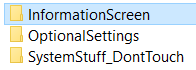 InformationScreen
OptionalSettings
SystemStuff_DontTouch